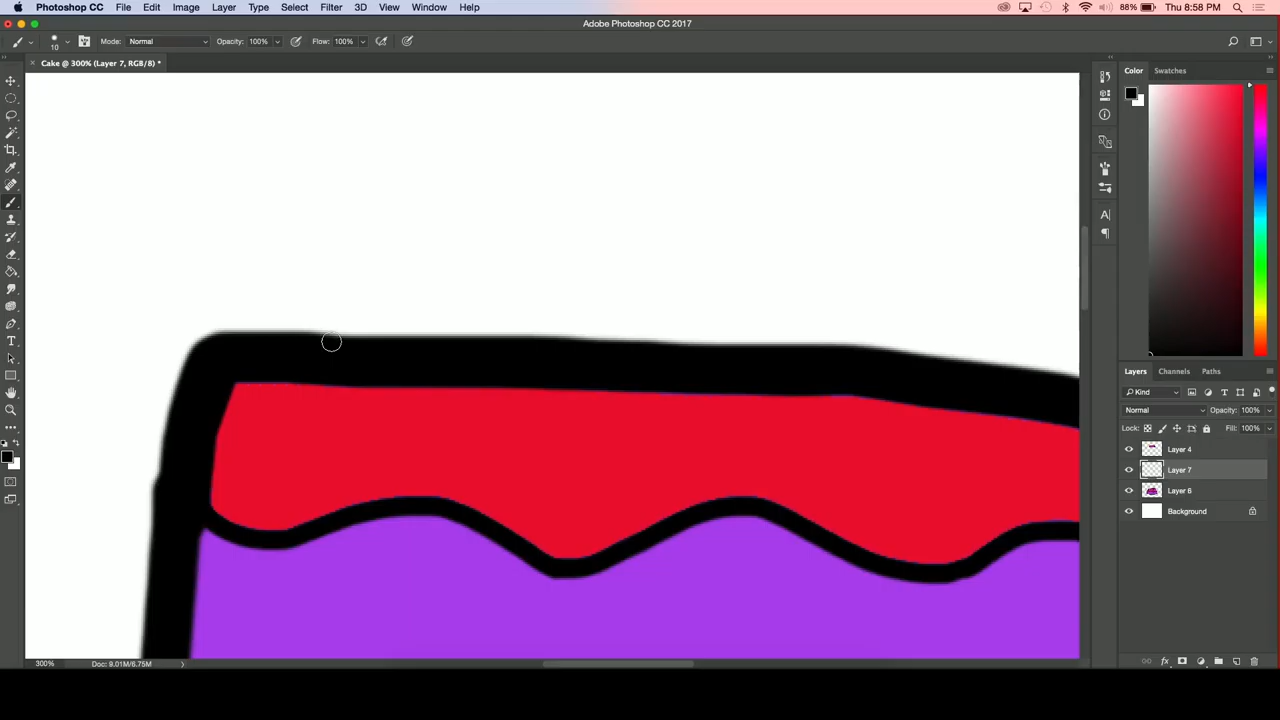 Photoshop CC File Edit Image Layer Type Select Filter 3D View Window Help 88% Thu 8:58 PM
Adobe Photoshop CC 2017
10 Mode: Normal Opacity: 100% Flow: 100%
Cake @ 300% (Layer 7, RGB/8) *
Color Swatches
Layers Channels Paths
Kind
Normal Opacity: 100%
Lock: Fill: 100%
Layer 4
Layer 7
Layer 6
Background
300% Doc: 9.01M/6.75M